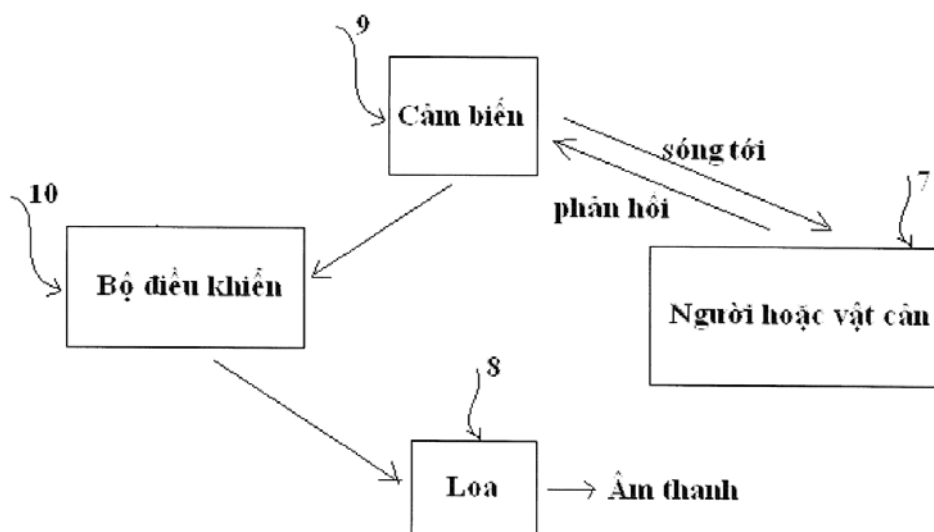 9
Cảm biến
sóng tới
phản hồi
7
10
Bộ điều khiển
Người hoặc vật cản
8
Loa
Âm thanh